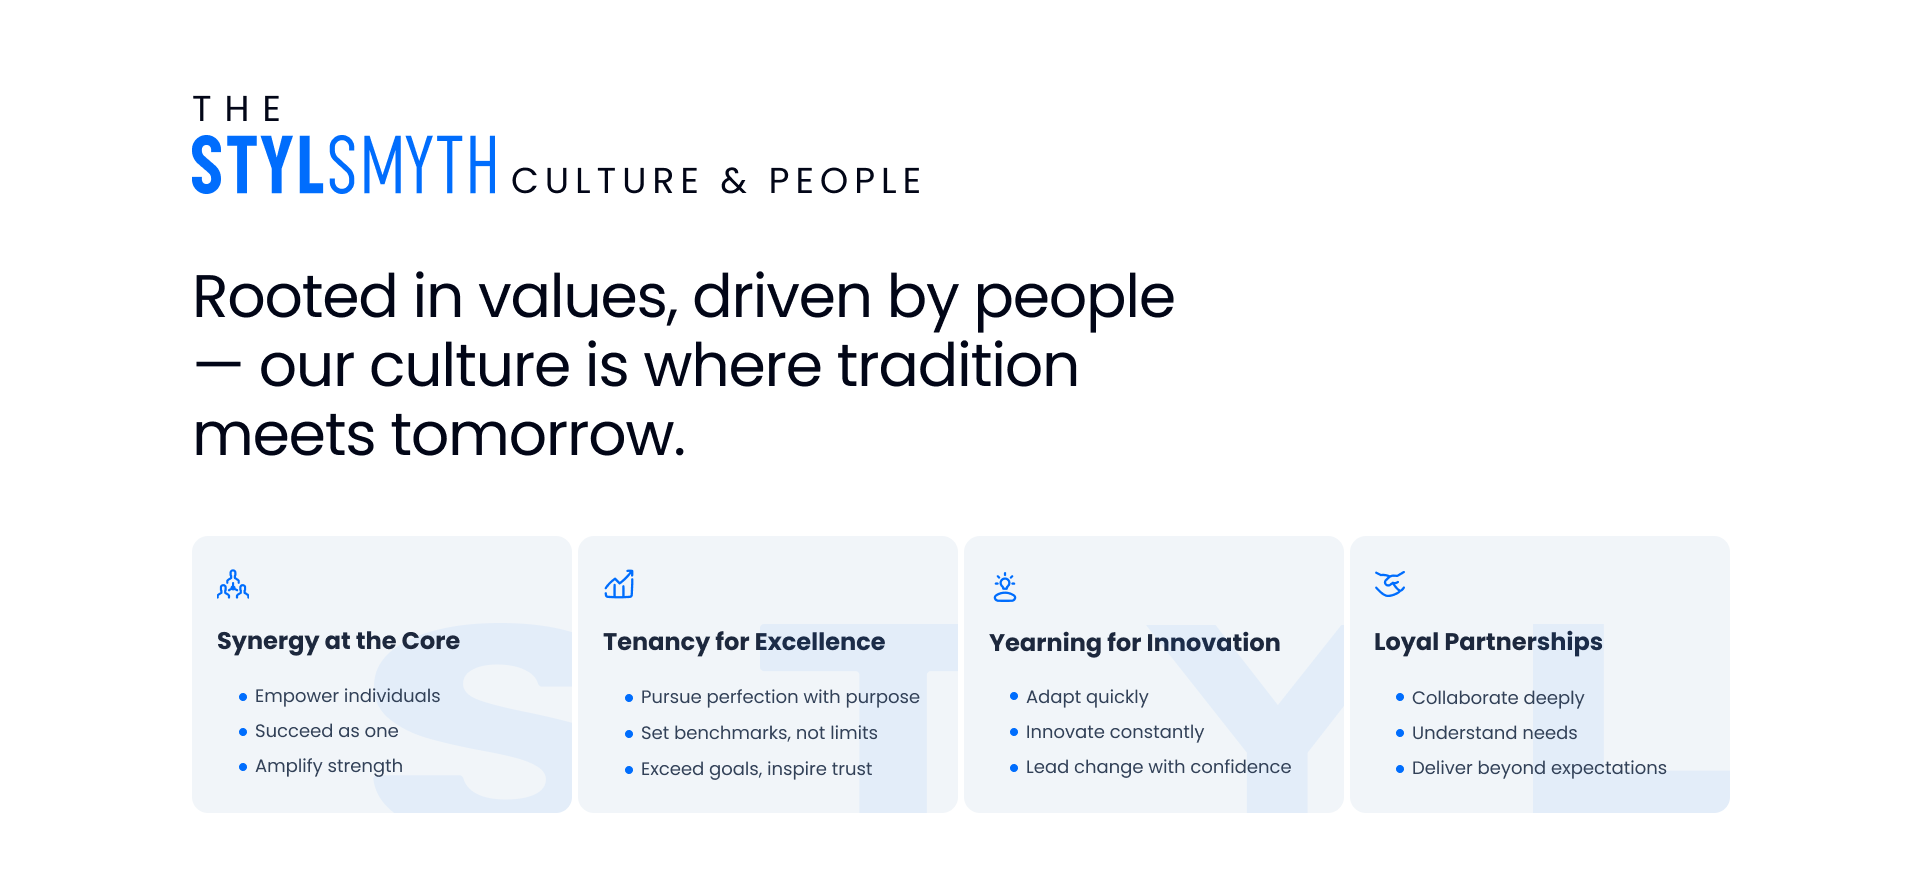 THE
STYLSMYTH CULTURE & PEOPLE
Rooted in values, driven by people
— our culture is where tradition
meets tomorrow.
Synergy at the Core
Empower individuals
Succeed as one
Amplify strength
S
Tenancy for Excellence
Pursue perfection with purpose
Set benchmarks, not limits
Exceed goals, inspire trust
T
Yearning for Innovation
Adapt quickly
Innovate constantly
Lead change with confidence
Y
Loyal Partnerships
Collaborate deeply
Understand needs
Deliver beyond expectations
L